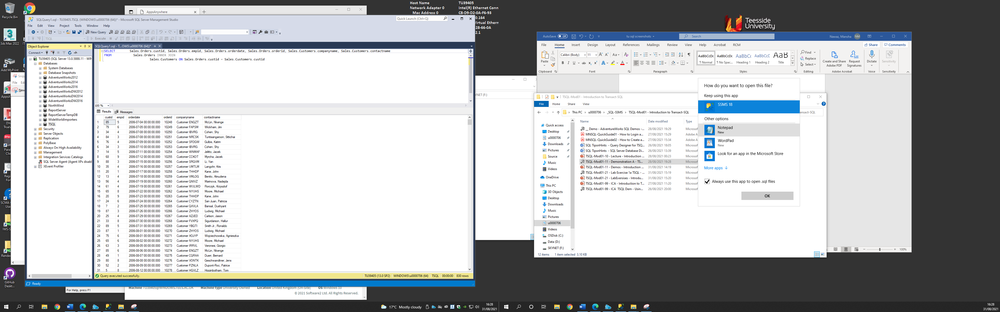 Recycle Bin
3ds Max 2022
Add MyPrint
GitHub
Deskt...
AppsAnywhere
Host Name TU39405
Network Adapter 0 Intel(R) Ethernet Conn
Mac Address 0 C8-D9-D2-0A-F6-93
Teesside
University
SQLQuery1.sql - TU39405.TSQL (WINDOWS\u0000706 (64))* - Microsoft SQL Server Management Studio
Quick Launch (Ctrl+Q)
File Edit View Project Tools Window Help
New Query
TSQL Execute
Object Explorer
Connect
TU39405 (SQL Server 13.0.5888.11 - WIN
Databases
System Databases
Database Snapshots
AdventureWorks2012
AdventureWorks2014
AdventureWorks2016
AdventureWorksDW2012
AdventureWorksDW2014
AdventureWorksDW2016
NorthWind
ReportServer
ReportServerTempDB
WideWorldImporters
TSQL
Security
Server Objects
Replication
PolyBase
Always On High Availability
Management
Integration Services Catalogs
SQL Server Agent (Agent XPs disabl
XEvent Profiler
SQLQuery1.sql - T...OWS\u0000706 (64))*
SELECT Sales.Orders.custid, Sales.Orders.empid, Sales.Orders.orderdate, Sales.Orders.orderid, Sales.Customers.companyname, Sales.Customers.contactname
FROM Sales.Orders INNER JOIN
Sales.Customers ON Sales.Orders.custid = Sales.Customers.custid
100 %
Results Messages
custid empid orderdate orderid companyname contactname
1 85 5 2006-07-04 00:00:00.000 10248 Customer ENQZT McLin, Nkenge
2 79 6 2006-07-05 00:00:00.000 10249 Customer FAPSM Wickham, Jim
3 34 4 2006-07-08 00:00:00.000 10250 Customer IBVRG Cohen, Shy
4 84 3 2006-07-08 00:00:00.000 10251 Customer NRCSK Tuntisangaroon, Sittichai
5 76 4 2006-07-09 00:00:00.000 10252 Customer SFOGW Gulbis, Katrin
6 34 3 2006-07-10 00:00:00.000 10253 Customer IBVRG Cohen, Shy
7 14 5 2006-07-11 00:00:00.000 10254 Customer WNMAF Jelitto, Jacek
8 68 9 2006-07-12 00:00:00.000 10255 Customer CCKOT Myrcha, Jacek
9 88 3 2006-07-15 00:00:00.000 10256 Customer SRQVM Li, Yan
10 35 4 2006-07-16 00:00:00.000 10257 Customer UMTLM Langohr, Kris
11 20 1 2006-07-17 00:00:00.000 10258 Customer THHDP Kane, John
12 13 4 2006-07-18 00:00:00.000 10259 Customer VMLOG Benito, Almudena
13 56 4 2006-07-19 00:00:00.000 10260 Customer QNIVZ Marinova, Nadejda
14 61 4 2006-07-19 00:00:00.000 10261 Customer WULWD Florczyk, Krzysztof
15 65 8 2006-07-22 00:00:00.000 10262 Customer NYUHS Moore, Michael
16 20 9 2006-07-23 00:00:00.000 10263 Customer THHDP Kane, John
17 24 6 2006-07-24 00:00:00.000 10264 Customer CYZTN San Juan, Patricia
18 7 2 2006-07-25 00:00:00.000 10265 Customer QXVLA Bansal, Dushyant
19 87 3 2006-07-26 00:00:00.000 10266 Customer ZHYOS Ludwig, Michael
20 25 4 2006-07-29 00:00:00.000 10267 Customer AZJED Carlson, Jason
21 33 8 2006-07-30 00:00:00.000 10268 Customer FVXPQ Sigurdarson, Hallur
22 89 5 2006-07-31 00:00:00.000 10269 Customer YBQTI Smith Jr., Ronaldo
23 87 1 2006-08-01 00:00:00.000 10270 Customer ZHYOS Ludwig, Michael
24 75 6 2006-08-01 00:00:00.000 10271 Customer XOJYP Wojciechowska, Agnieszka
25 65 6 2006-08-02 00:00:00.000 10272 Customer NYUHS Moore, Michael
26 63 3 2006-08-05 00:00:00.000 10273 Customer IRRVL Veronesi, Giorgio
27 85 6 2006-08-06 00:00:00.000 10274 Customer ENQZT McLin, Nkenge
28 49 1 2006-08-07 00:00:00.000 10275 Customer CQRAA Duerr, Bernard
29 80 8 2006-08-08 00:00:00.000 10276 Customer VONTK Geschwandtner, Jens
30 52 2 2006-08-09 00:00:00.000 10277 Customer PZNLA Dupont-Roc, Patrice
31 5 8 2006-08-12 00:00:00.000 10278 Customer HGVLZ Higginbotham, Tom
Query executed successfully. TU39405 (13.0 SP2) WINDOWS\u0000706 (64) TSQL 00:00:00 830 rows
Ready
For Help, press F1
Machine TU39405@WINDOWS.TEES.AC.UK Machine type University Owned Location United Kingdom (On-Site) OS Windows 10
© 2021 Software2 Ltd. All Rights Reserved.
AutoSave Off tu sql screenshots Search Nawaz, Mansha NM
File Home Insert Design Layout References Mailings Review View Help Acrobat RCM Share Comments
Paste Calibri (Body) 11
AaBbCcDc AaBbCcDc AaBbCc AaBbCcD AaB
¶ Normal ¶ No Spac... Heading 1 Heading 2 Title
Find
Replace
Select
Create and Share
Adobe PDF
Request
Signatures
Dictate
Sensitivity
Clipboard Font Paragraph Styles Editing Adobe Acrobat Voice Sensitivity
TSQL-Mod01 - Introduction to Transact-SQL
File Home Share View
This PC > u0000706 > _SQL-SSMS > TSQL-Mod01 - Introduction to Transact-SQL
Name Date modified Type
Quick access
Desktop
u0000706
Downloads
Pictures
Source
Music
Videos
OneDrive
This PC
3D Objects
Desktop
Downloads
Music
Pictures
u0000706
Videos
OSDisk (C:)
Data (D:)
SKYNET (F:)
__ Demo - AdventureWorks SQL Demos -... 28/08/2021 19:29 Microsof
MNSQL-QuickGuide01 - How to Login a... 27/08/2021 15:29 Adobe A
MNSQL-QuickGuide02 - How to Create a... 27/08/2021 15:34 Adobe A
SQL TipsnHints - Query Designer for TSQ... 26/08/2021 18:05 Microsof
SQL TipsnHints - SQL Server Database Di... 26/08/2021 13:39 Microsof
TSQL-Mod01-10 - Lecture - Introduction ... 28/08/2021 00:23 Microsof
TSQL-Mod01-11 - Demonstration A - TS... 28/08/2021 19:28 Microsof
TSQL-Mod01-11 - Demos - Introduction ... 31/08/2021 14:19 Microsof
TSQL-Mod01-21 - Lab Exercise 1a TSQL - ... 31/08/2021 15:19 Microsof
TSQL-Mod01-21 - LabExersises - Introdu... 31/08/2021 15:20 Microsof
TSQL-Mod01-99 - ICA - Introduction to T... 27/08/2021 11:20 Microsof
TSQL-Mod01-99 - ICA TSQL Dem - Usin... 26/08/2021 20:00 Microsof
12 items 1 item selected 3.10 KB
How do you want to open this file?
Keep using this app
SSMS 18
Other options
Notepad
New
WordPad
New
Look for an app in the Microsoft Store
More apps
Always use this app to open .sql files
OK
100%
17°C Mostly cloudy
16:28
31/08/2021
16:28
31/08/2021